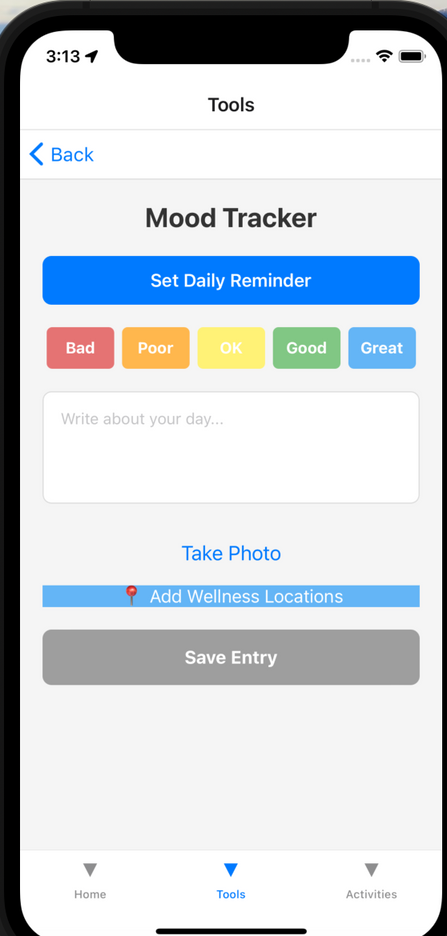 3:13
Tools
Back
Mood Tracker
Set Daily Reminder
Bad Poor OK Good Great
Write about your day...
Take Photo
📍 Add Wellness Locations
Save Entry
Home Tools Activities